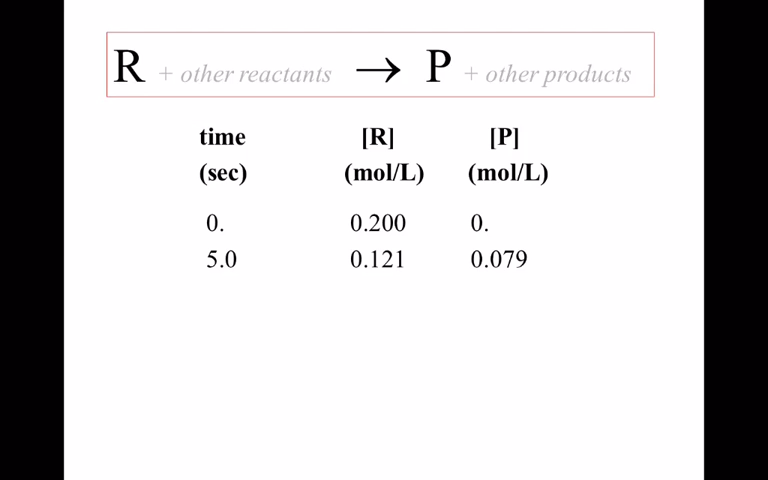 R + other reactants → P + other products
time [R] [P]
(sec) (mol/L) (mol/L)
0. 0.200 0.
5.0 0.121 0.079